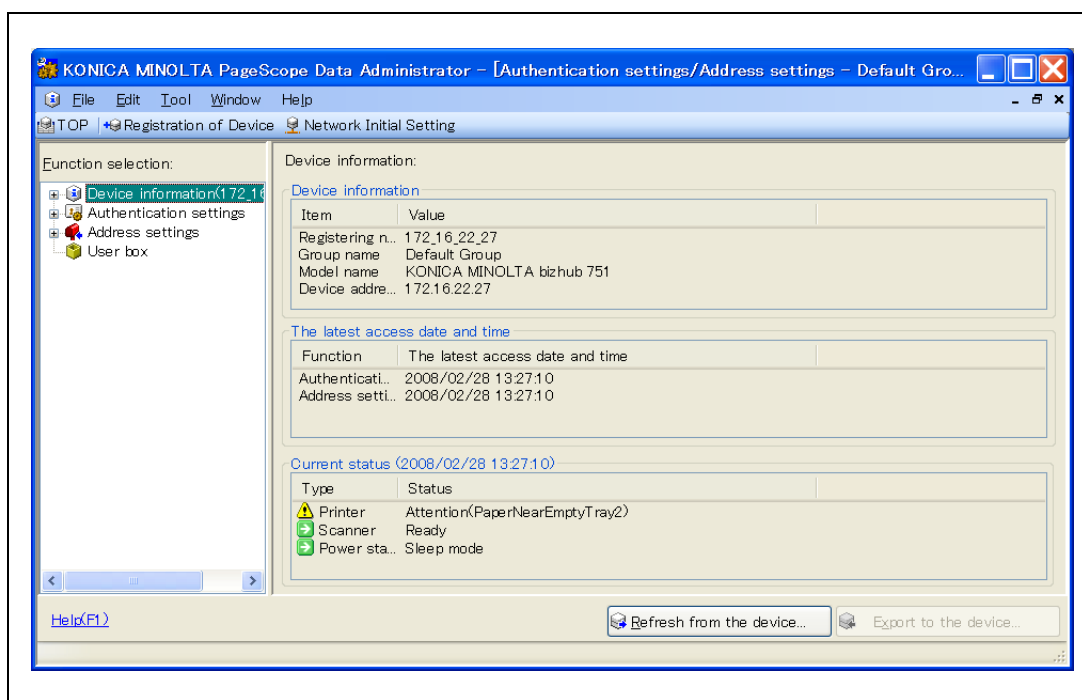 KONICA MINOLTA PageScope Data Administrator - [Authentication settings/Address settings - Default Gro...
File Edit Tool Window Help
TOP Registration of Device Network Initial Setting
Function selection:
Device information(172_16
Authentication settings
Address settings
User box
Device information:
Device information
Item Value
Registering n... 172_16_22_27
Group name Default Group
Model name KONICA MINOLTA bizhub 751
Device addre... 172.16.22.27
The latest access date and time
Function The latest access date and time
Authenticati... 2008/02/28 13:27:10
Address setti... 2008/02/28 13:27:10
Current status (2008/02/28 13:27:10)
Type Status
Printer Attention(PaperNearEmptyTray2)
Scanner Ready
Power sta... Sleep mode
Help(F1)
Refresh from the device...
Export to the device...